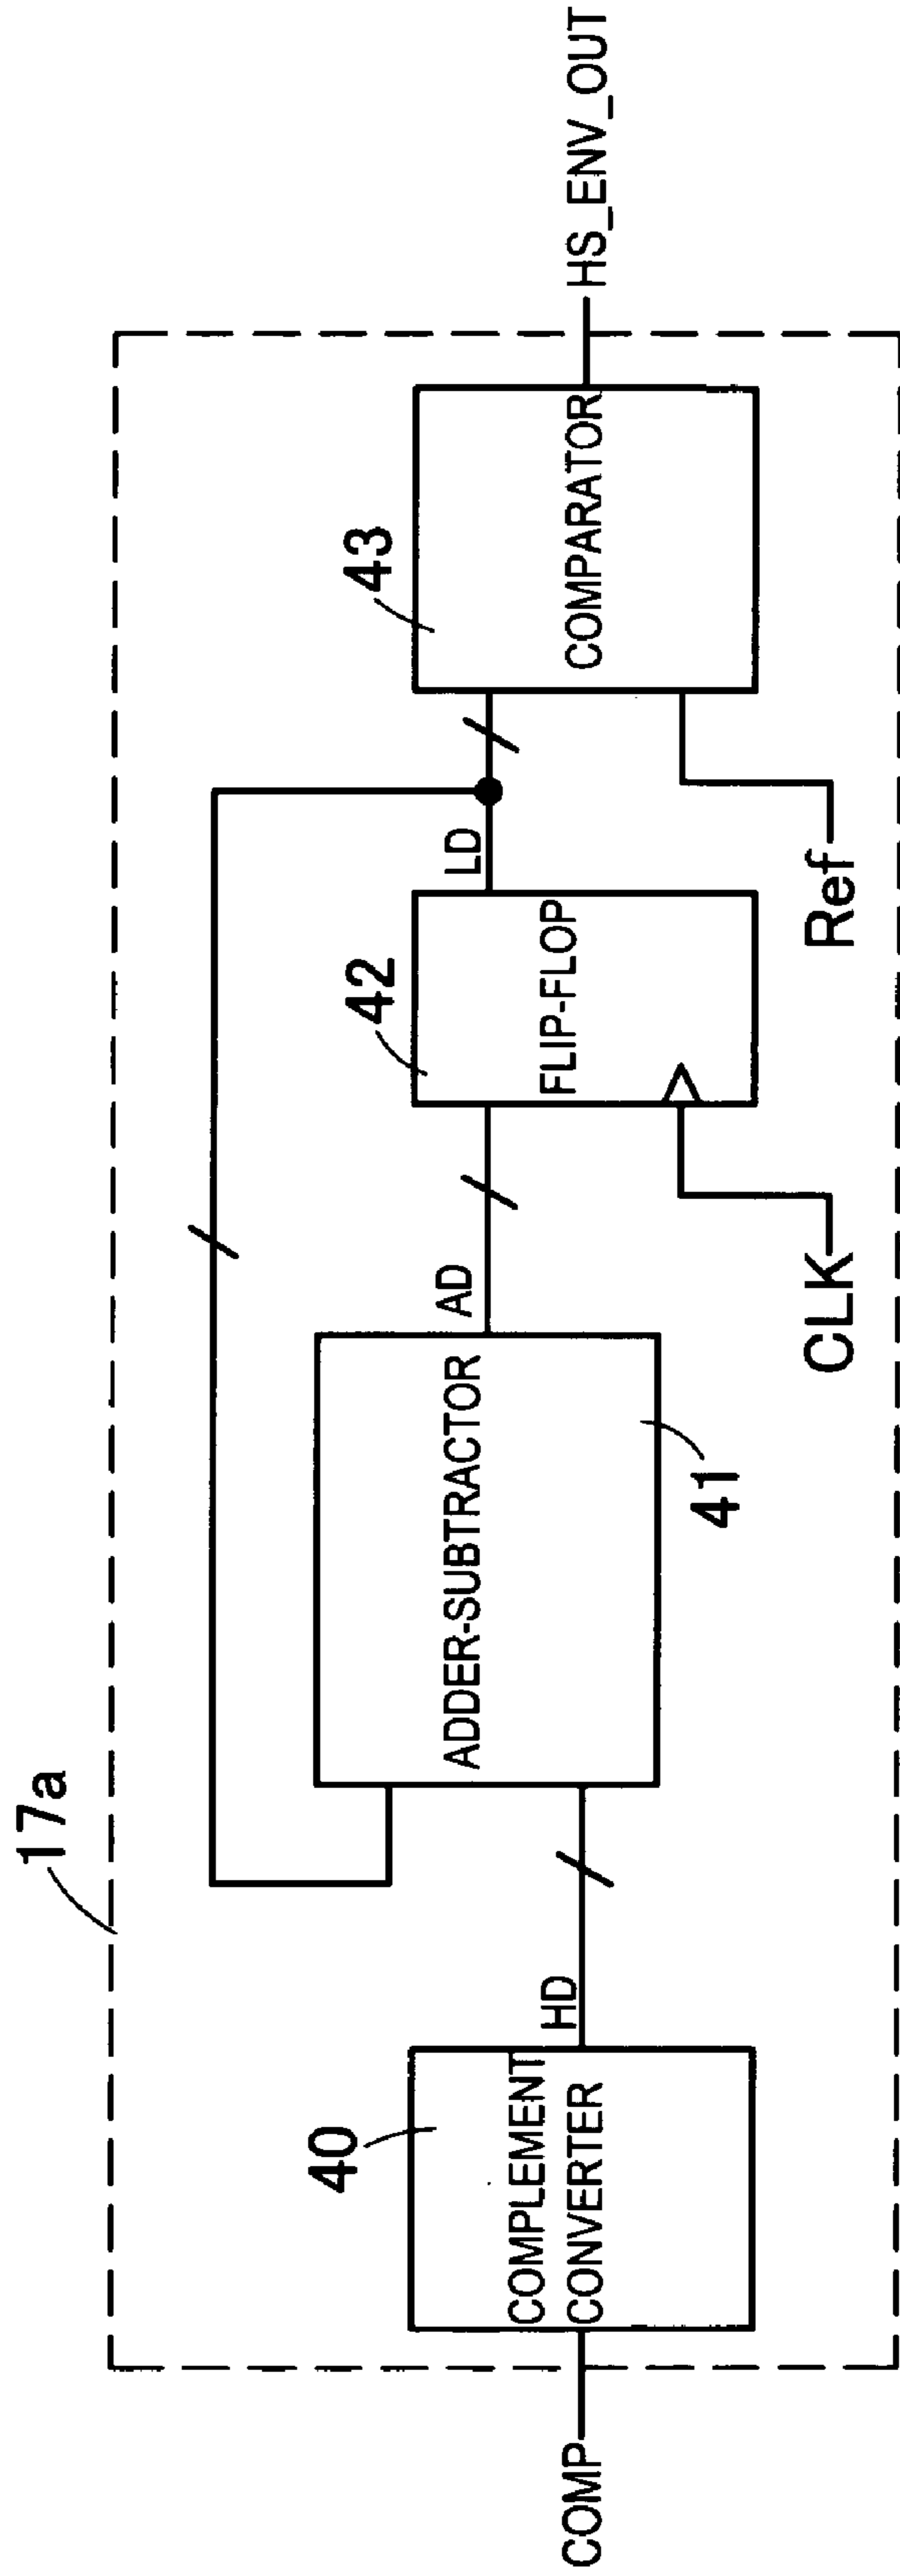 17a
COMP
40
COMPLEMENT
CONVERTER
HD
ADDER-SUBTRACTOR
41
AD
42
FLIP-FLOP
CLK
LD
43
COMPARATOR
Ref
HS_ENV_OUT